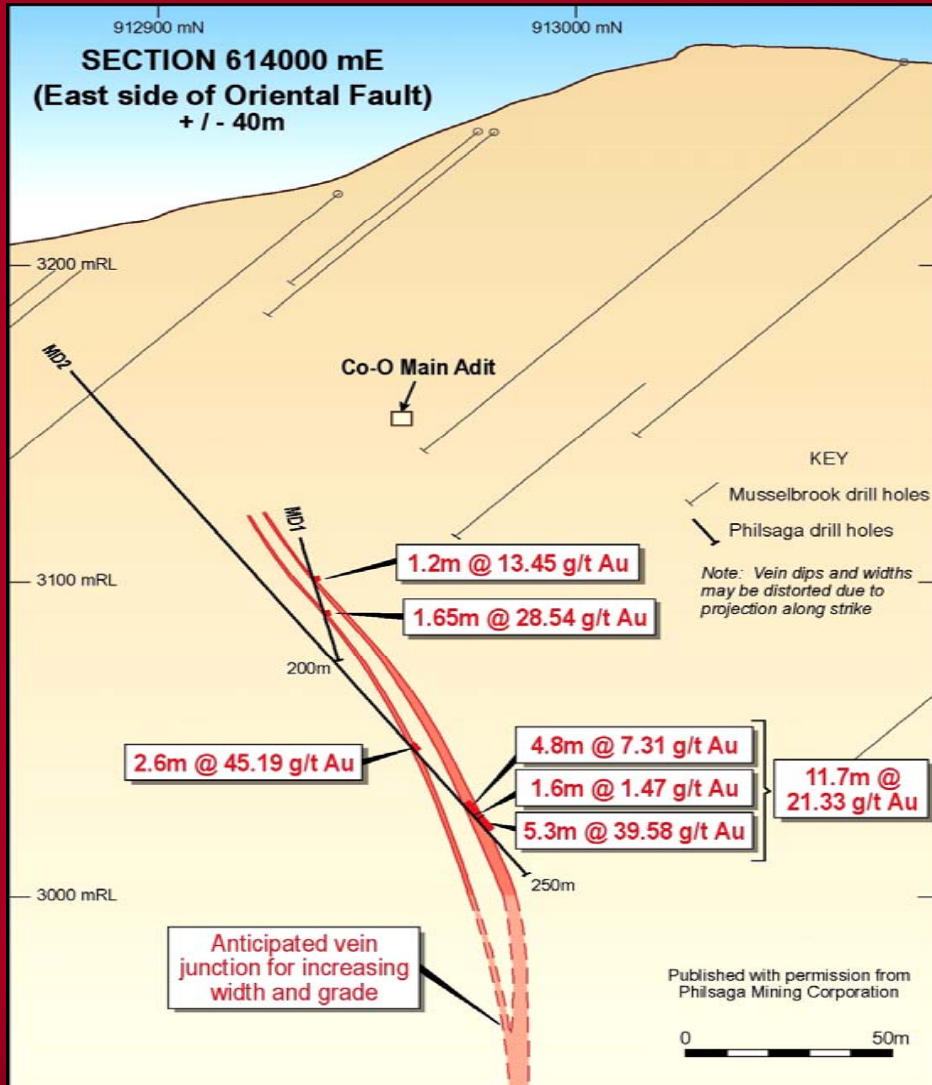 912900 mN
913000 mN
SECTION 614000 mE
(East side of Oriental Fault)
+ / - 40m
3200 mRL
MD2
Co-O Main Adit
KEY
Musselbrook drill holes
Philsaga drill holes
Note: Vein dips and widths
may be distorted due to
projection along strike
MD1
1.2m @ 13.45 g/t Au
3100 mRL
1.65m @ 28.54 g/t Au
200m
2.6m @ 45.19 g/t Au
4.8m @ 7.31 g/t Au
1.6m @ 1.47 g/t Au
5.3m @ 39.58 g/t Au
11.7m @
21.33 g/t Au
250m
3000 mRL
Anticipated vein
junction for increasing
width and grade
Published with permission from
Philsaga Mining Corporation
0 50m